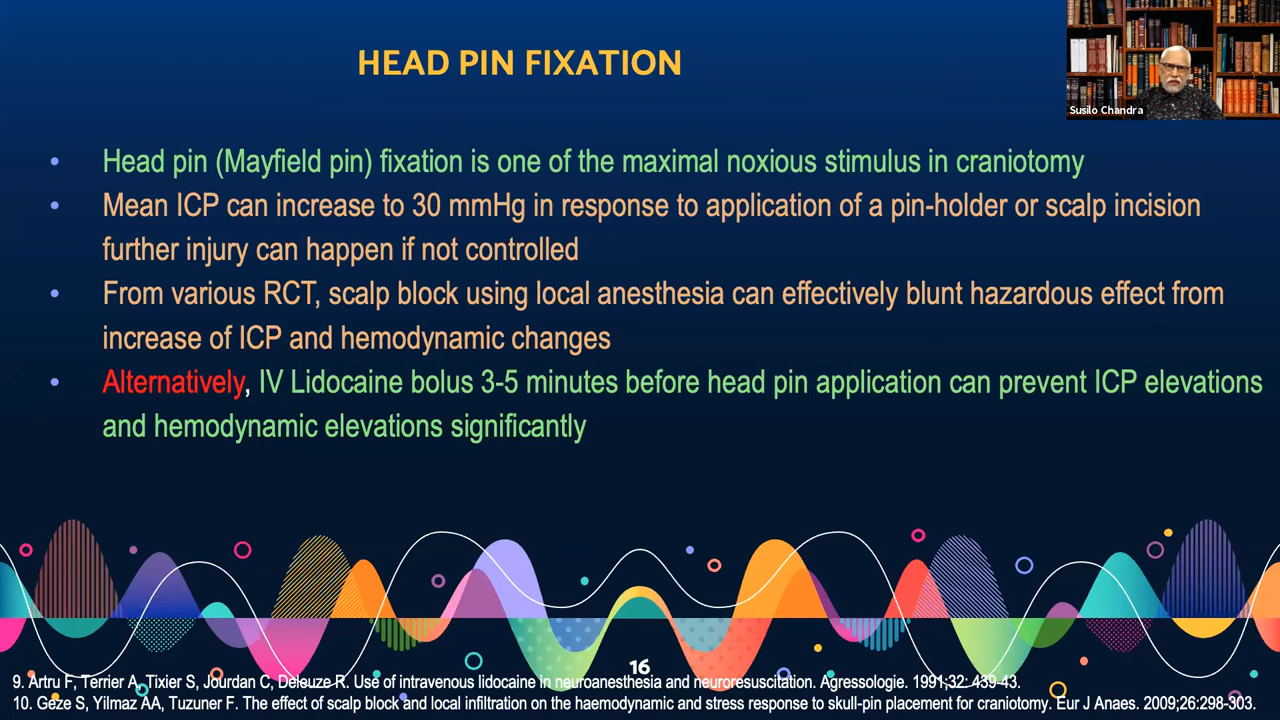 HEAD PIN FIXATION
Susilo Chandra
• Head pin (Mayfield pin) fixation is one of the maximal noxious stimulus in craniotomy
• Mean ICP can increase to 30 mmHg in response to application of a pin-holder or scalp incision
further injury can happen if not controlled
• From various RCT, scalp block using local anesthesia can effectively blunt hazardous effect from
increase of ICP and hemodynamic changes
• Alternatively, IV Lidocaine bolus 3-5 minutes before head pin application can prevent ICP elevations
and hemodynamic elevations significantly
16
9. Artru F, Terrier A, Tixier S, Jourdan C, Deleuze R. Use of intravenous lidocaine in neuroanesthesia and neuroresuscitation. Agressologie. 1991;32: 439-43.
10. Geze S, Yilmaz AA, Tuzuner F. The effect of scalp block and local infiltration on the haemodynamic and stress response to skull-pin placement for craniotomy. Eur J Anaes. 2009;26:298-303.